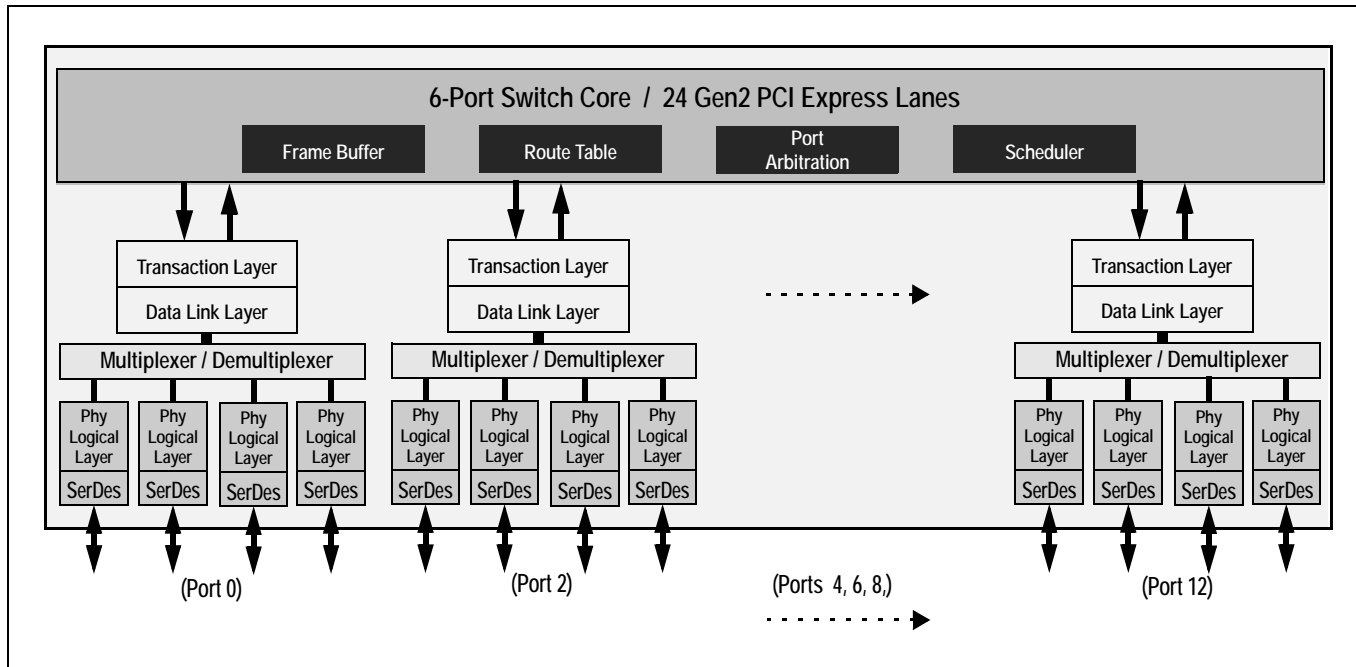 6-Port Switch Core / 24 Gen2 PCI Express Lanes
Frame Buffer
Route Table
Port
Arbitration
Scheduler
Transaction Layer
Data Link Layer
Multiplexer / Demultiplexer
Phy
Logical
Layer
SerDes
Phy
Logical
Layer
SerDes
Phy
Logical
Layer
SerDes
Phy
Logical
Layer
SerDes
(Port 0)
Transaction Layer
Data Link Layer
Multiplexer / Demultiplexer
Phy
Logical
Layer
SerDes
Phy
Logical
Layer
SerDes
Phy
Logical
Layer
SerDes
Phy
Logical
Layer
SerDes
(Port 2)
(Ports 4, 6, 8,)
Transaction Layer
Data Link Layer
Multiplexer / Demultiplexer
Phy
Logical
Layer
SerDes
Phy
Logical
Layer
SerDes
Phy
Logical
Layer
SerDes
Phy
Logical
Layer
SerDes
(Port 12)